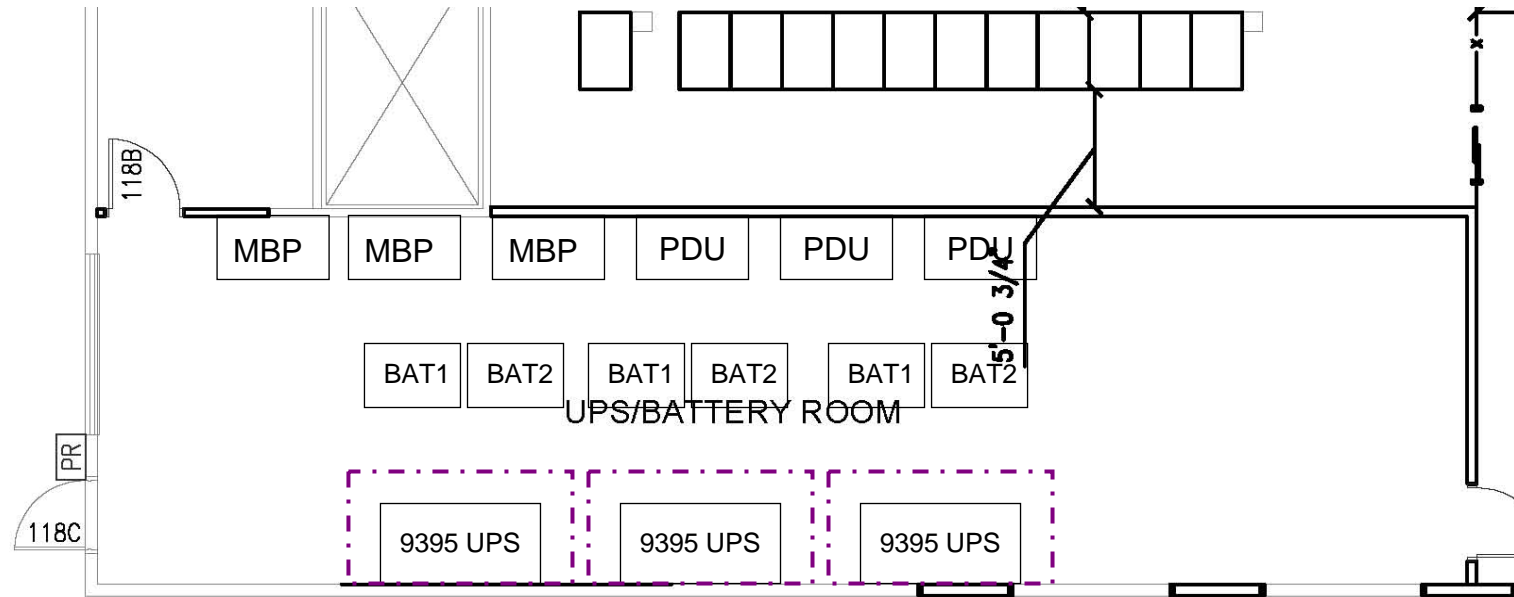 118B
MBP
MBP
MBP
PDU
PDU
PDU
5'-0 3/4"
BAT1
BAT2
BAT1
BAT2
BAT1
BAT2
UPS/BATTERY ROOM
PR
118C
9395 UPS
9395 UPS
9395 UPS
x